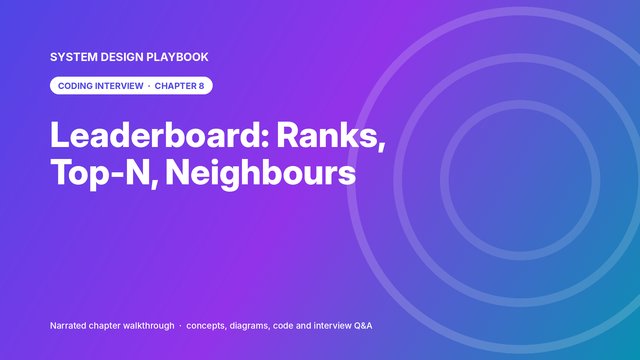 SYSTEM DESIGN PLAYBOOK
CODING INTERVIEW · CHAPTER 8
Leaderboard: Ranks,
Top-N, Neighbours
Narrated chapter walkthrough · concepts, diagrams, code and interview Q&A